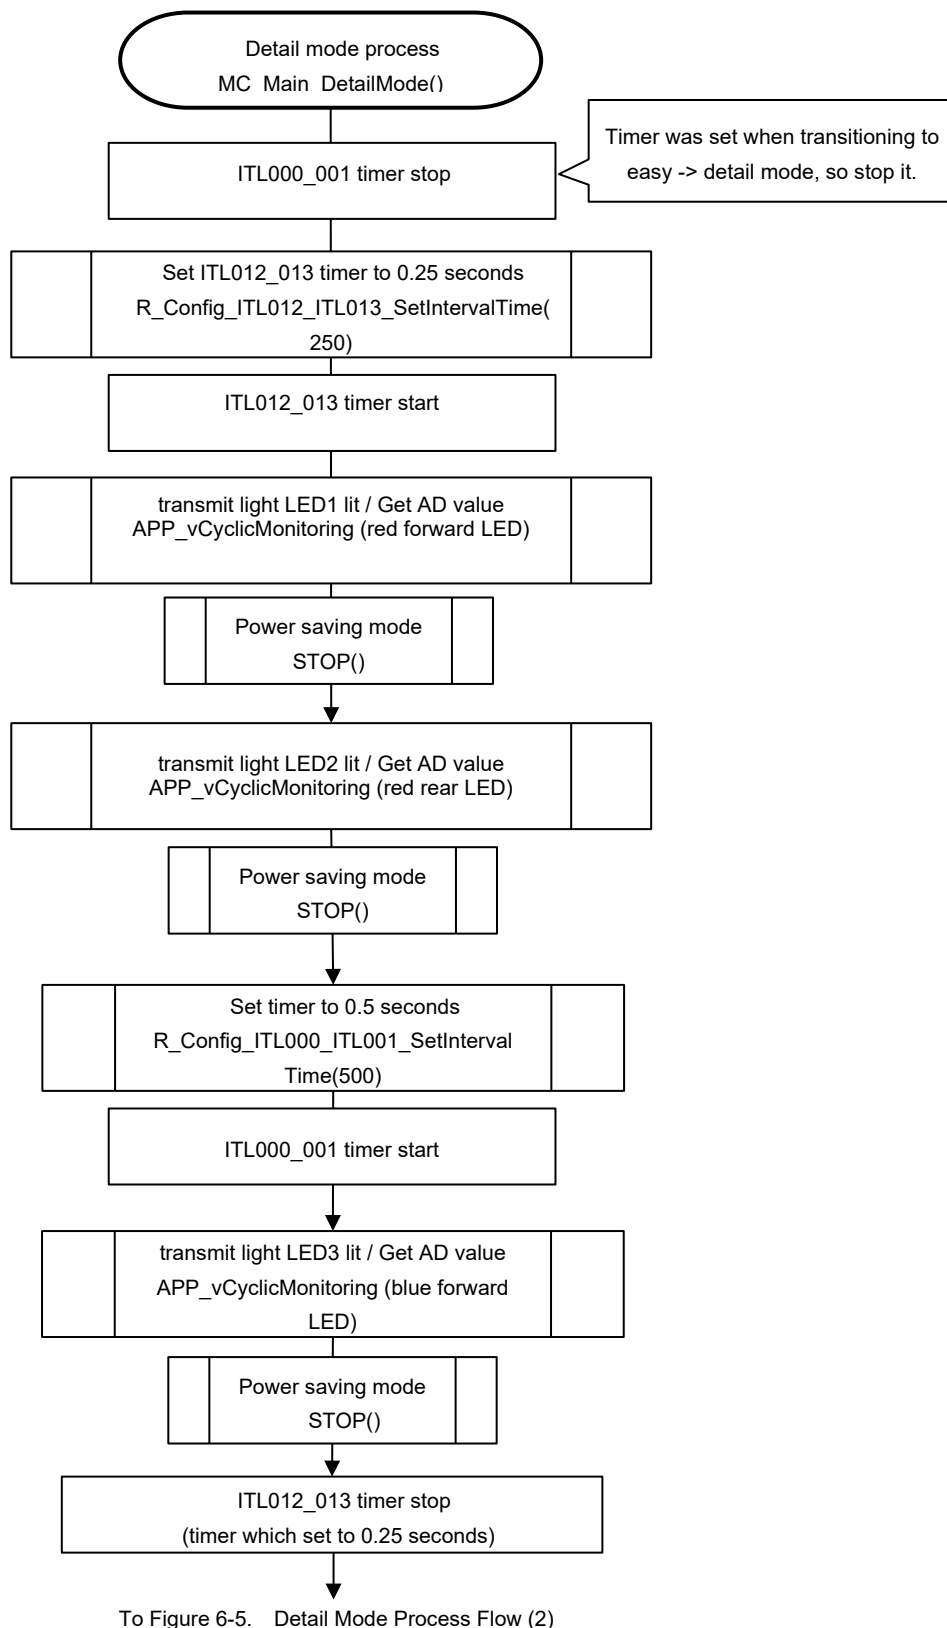 Detail mode process
MC_Main_DetailMode()
Timer was set when transitioning to
easy -> detail mode, so stop it.
ITL000_001 timer stop
Set ITL012_013 timer to 0.25 seconds
R_Config_ITL012_ITL013_SetIntervalTime(
250)
ITL012_013 timer start
transmit light LED1 lit / Get AD value
APP_vCyclicMonitoring (red forward LED)
Power saving mode
STOP()
transmit light LED2 lit / Get AD value
APP_vCyclicMonitoring (red rear LED)
Power saving mode
STOP()
Set timer to 0.5 seconds
R_Config_ITL000_ITL001_SetInterval
Time(500)
ITL000_001 timer start
transmit light LED3 lit / Get AD value
APP_vCyclicMonitoring (blue forward
LED)
Power saving mode
STOP()
ITL012_013 timer stop
(timer which set to 0.25 seconds)
To Figure 6-5. Detail Mode Process Flow (2)